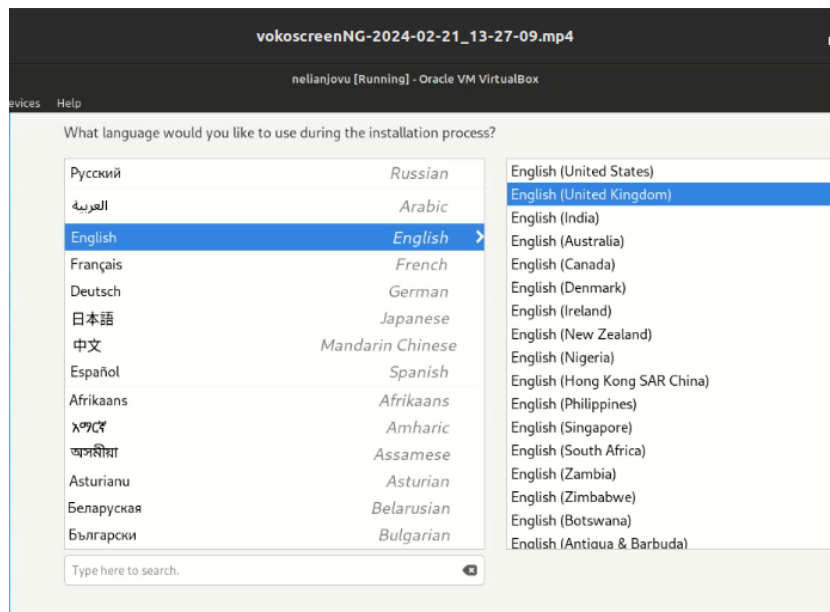 vokoscreenNG-2024-02-21_13-27-09.mp4
nelianjovu [Running] - Oracle VM VirtualBox
evices Help
What language would you like to use during the installation process?
Русский Russian
العربية Arabic
English English
Français French
Deutsch German
日本語 Japanese
中文 Mandarin Chinese
Español Spanish
Afrikaans Afrikaans
አማርኛ Amharic
অসমীয়া Assamese
Asturianu Asturian
Беларуская Belarusian
Български Bulgarian
Type here to search.
English (United States)
English (United Kingdom)
English (India)
English (Australia)
English (Canada)
English (Denmark)
English (Ireland)
English (New Zealand)
English (Nigeria)
English (Hong Kong SAR China)
English (Philippines)
English (Singapore)
English (South Africa)
English (Zambia)
English (Zimbabwe)
English (Botswana)
English (Antigua & Barbuda)